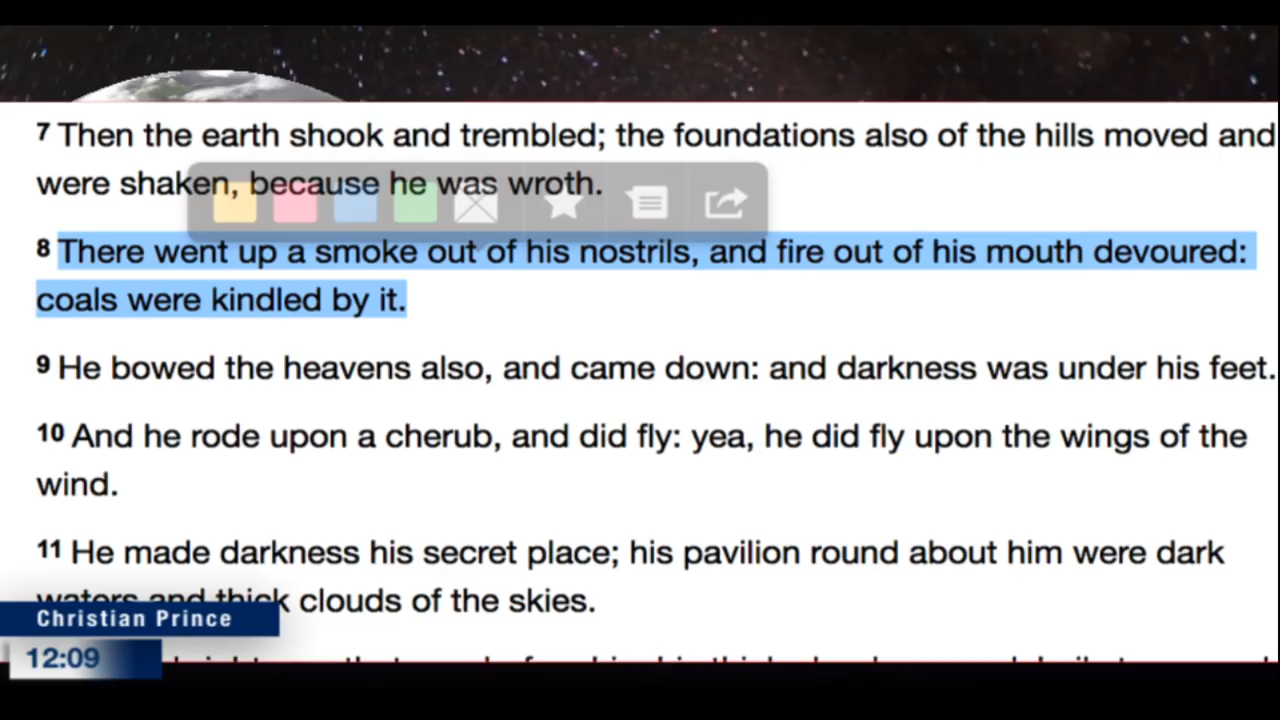 7 Then the earth shook and trembled; the foundations also of the hills moved and
were shaken, because he was wroth.
8 There went up a smoke out of his nostrils, and fire out of his mouth devoured:
coals were kindled by it.
9 He bowed the heavens also, and came down: and darkness was under his feet.
10 And he rode upon a cherub, and did fly: yea, he did fly upon the wings of the
wind.
11 He made darkness his secret place; his pavilion round about him were dark
waters and thick clouds of the skies.
Christian Prince
12:09